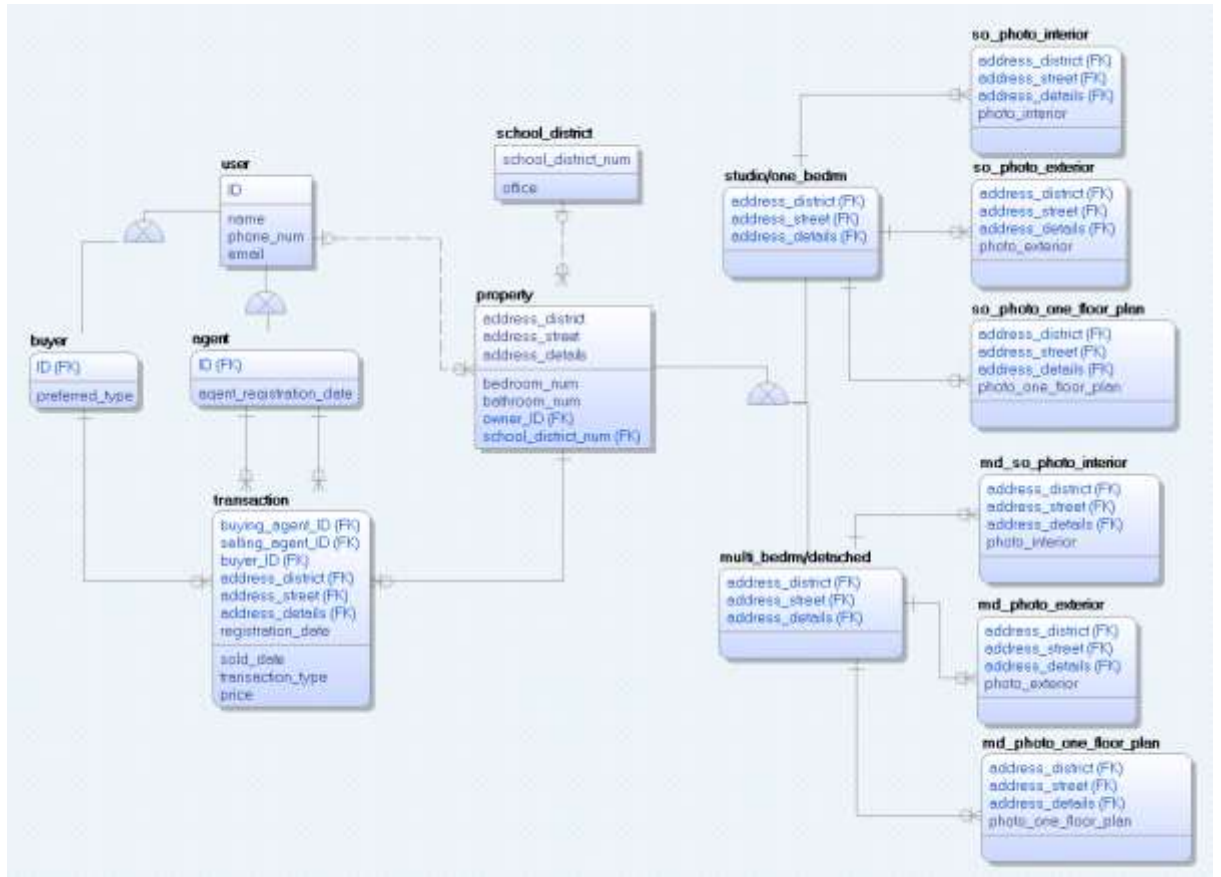 user
ID
name
phone_num
email
school_district
school_district_num
office
buyer
ID (FK)
preferred_type
agent
ID (FK)
agent_registration_date
property
address_district
address_street
address_details
bedroom_num
bathroom_num
owner_ID (FK)
school_district_num (FK)
transaction
buying_agent_ID (FK)
selling_agent_ID (FK)
buyer_ID (FK)
address_district (FK)
address_street (FK)
address_details (FK)
registration_date
sold_date
transaction_type
price
studio/one_bedrm
address_district (FK)
address_street (FK)
address_details (FK)
multi_bedrm/detached
address_district (FK)
address_street (FK)
address_details (FK)
so_photo_interior
address_district (FK)
address_street (FK)
address_details (FK)
photo_interior
so_photo_exterior
address_district (FK)
address_street (FK)
address_details (FK)
photo_exterior
so_photo_one_floor_plan
address_district (FK)
address_street (FK)
address_details (FK)
photo_one_floor_plan
md_so_photo_interior
address_district (FK)
address_street (FK)
address_details (FK)
photo_interior
md_photo_exterior
address_district (FK)
address_street (FK)
address_details (FK)
photo_exterior
md_photo_one_floor_plan
address_district (FK)
address_street (FK)
address_details (FK)
photo_one_floor_plan